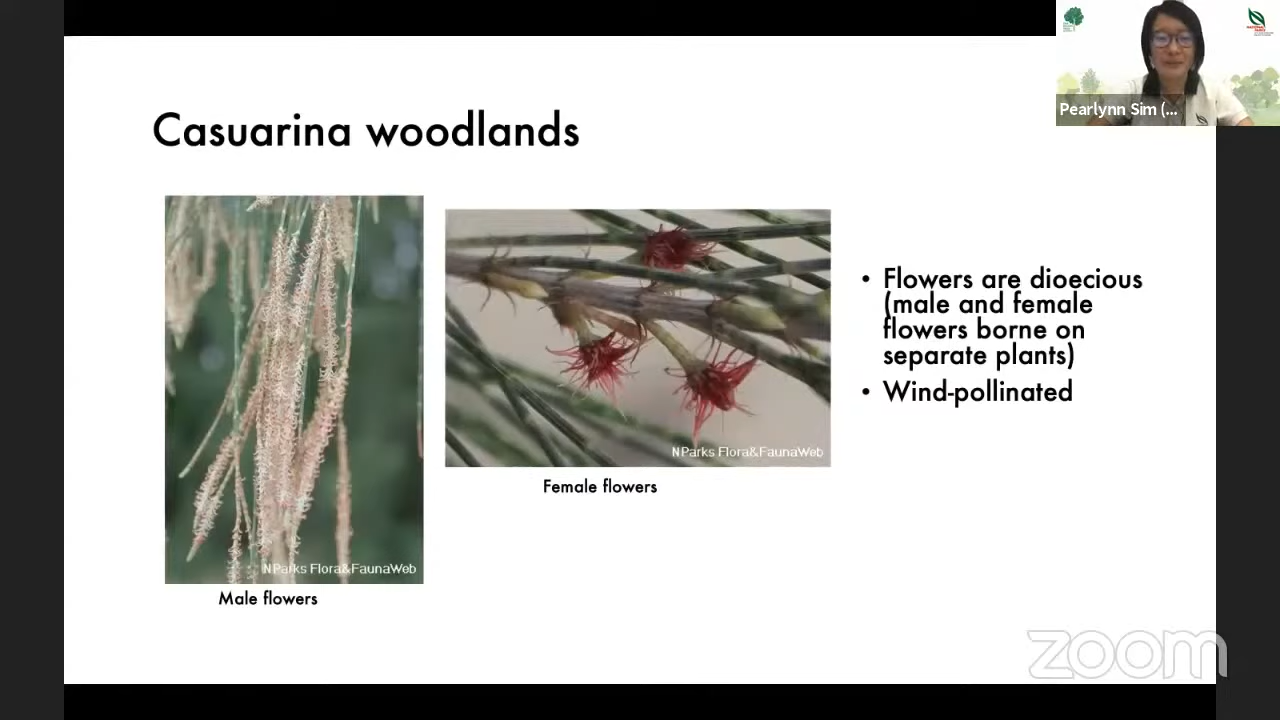 Pearlynn Sim (...
Casuarina woodlands
NParks Flora&FaunaWeb
Male flowers
NParks Flora&FaunaWeb
Female flowers
• Flowers are dioecious
(male and female
flowers borne on
separate plants)
• Wind-pollinated
zoom